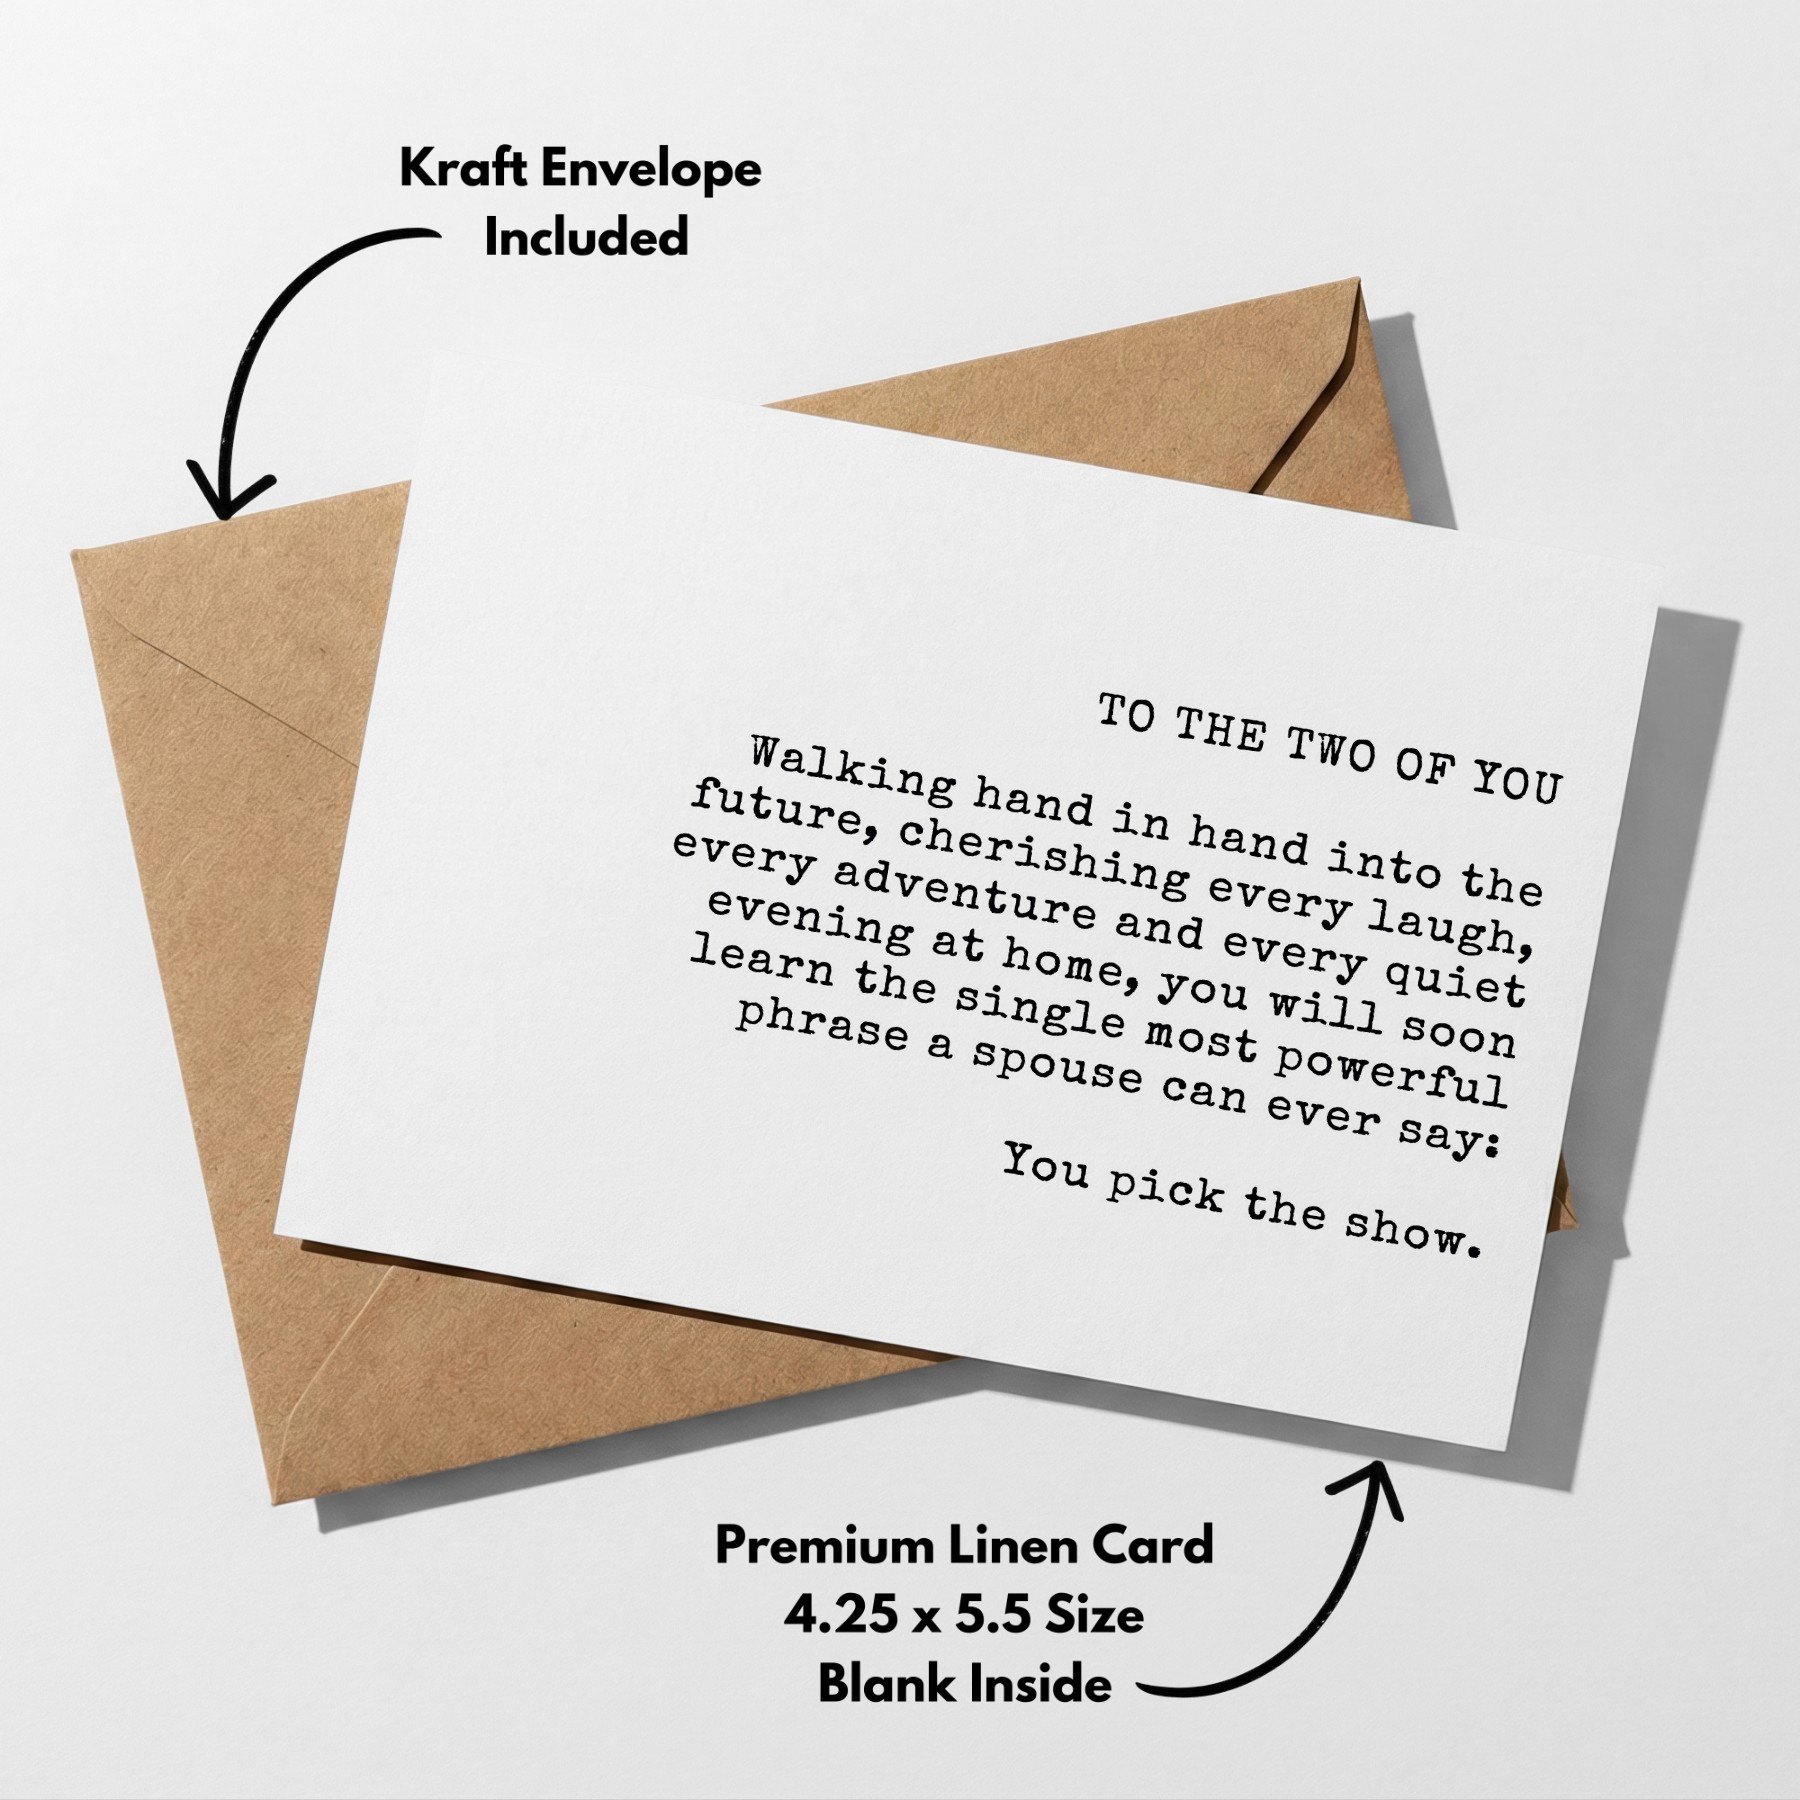 Kraft Envelope
Included
TO THE TWO OF YOU
Walking hand in hand into the
future, cherishing every laugh,
every adventure and every quiet
evening at home, you will soon
learn the single most powerful
phrase a spouse can ever say:
You pick the show.
Premium Linen Card
4.25 x 5.5 Size
Blank Inside